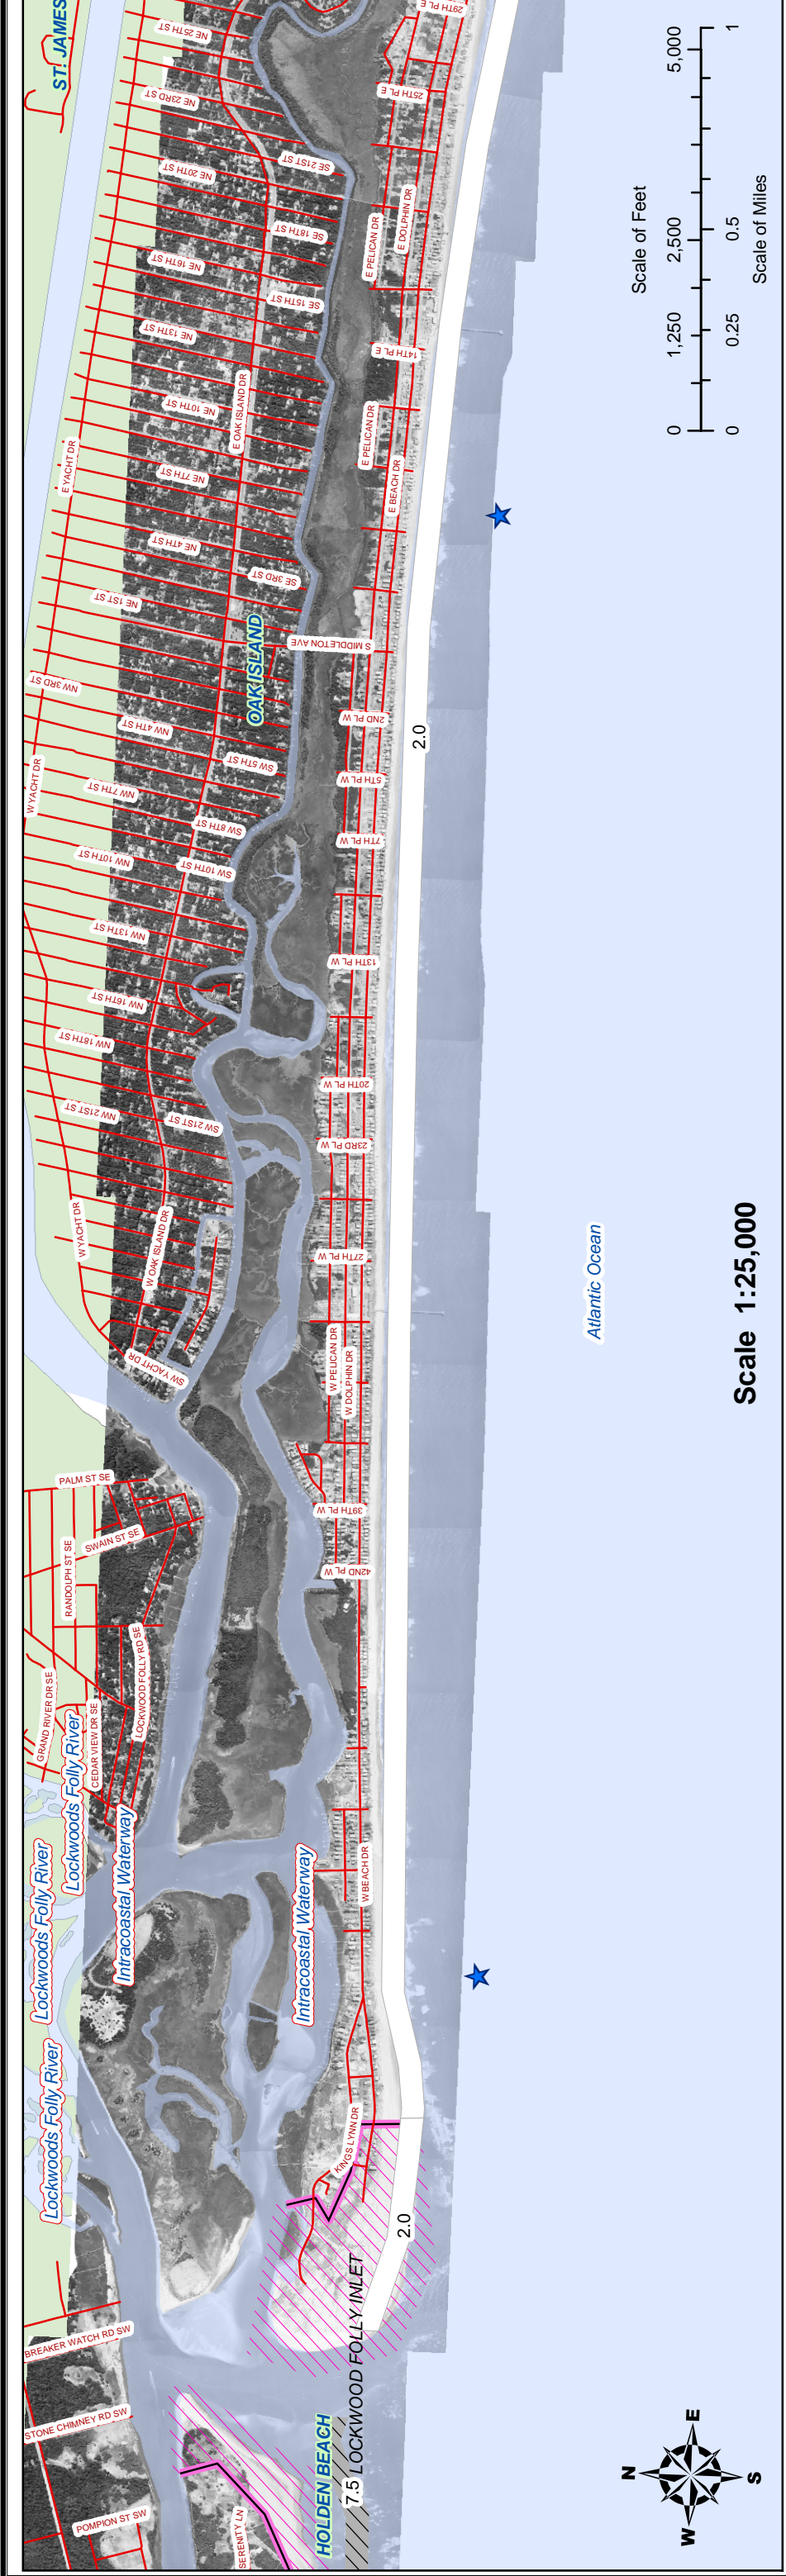 ST. JAMES
NE 25TH ST
NE 23RD ST
NE 20TH ST
SE 21ST ST
SE 18TH ST
NE 16TH ST
SE 15TH ST
NE 13TH ST
NE 10TH ST
NE 7TH ST
NE 4TH ST
SE 3RD ST
NE 1ST ST
29TH PL E
25TH PL E
E PELICAN DR
E DOLPHIN DR
14TH PL E
E PELICAN DR
E BEACH DR
E OAK ISLAND DR
E YACHT DR
OAK ISLAND
S MIDDLETON AVE
NW 3RD ST
NW 4TH ST
SW 5TH ST
NW 7TH ST
SW 8TH ST
NW 10TH ST
SW 10TH ST
NW 13TH ST
NW 16TH ST
NW 18TH ST
NW 21ST ST
SW 21ST ST
W YACHT DR
W YACHT DR
W OAK ISLAND DR
SW YACHT DR
2ND PL W
5TH PL W
7TH PL W
13TH PL W
20TH PL W
23RD PL W
27TH PL W
W PELICAN DR
W DOLPHIN DR
39TH PL W
42ND PL W
W BEACH DR
KINGS LYNN DR
PALM ST SE
SWAIN ST SE
RANDOLPH ST SE
GRAND RIVER DR SE
CEDAR VIEW DR SE
LOCKWOOD FOLLY RD SE
Lockwoods Folly River
Lockwoods Folly River
Lockwoods Folly River
Intracoastal Waterway
Intracoastal Waterway
BREAKER WATCH RD SW
STONE CHIMNEY RD SW
POMPION ST SW
SERENITY LN
HOLDEN BEACH
7.5
LOCKWOOD FOLLY INLET
2.0
2.0
Atlantic Ocean
Scale 1:25,000
Scale of Feet
0 1,250 2,500 5,000
0 0.25 0.5 1
Scale of Miles
N
E
S
W